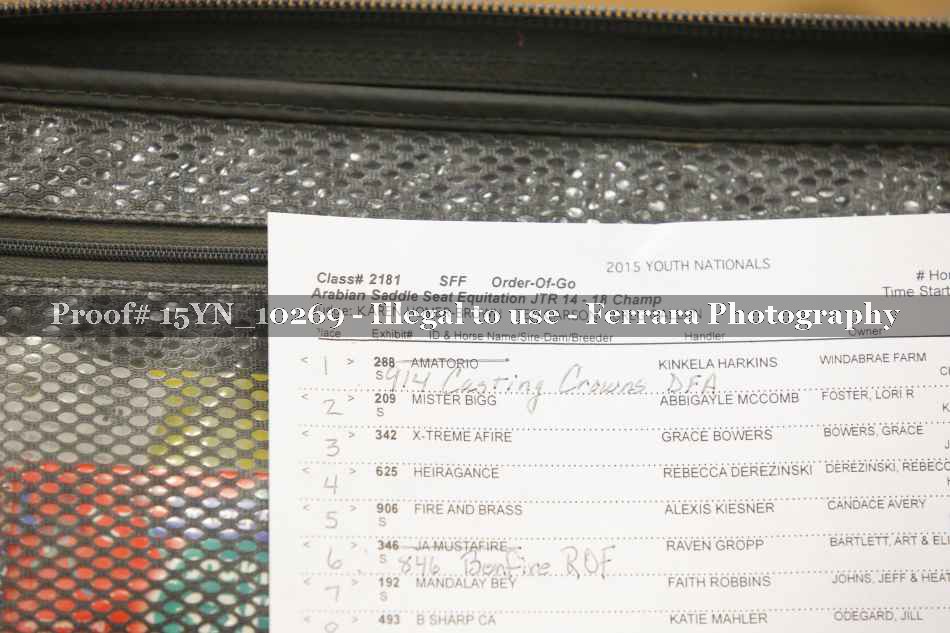 2015 YOUTH NATIONALS
Class# 2181 SFF Order-Of-Go # Hor
Arabian Saddle Seat Equitation JTR 14 - 18 Champ Time Start
Proof# 15YN_10269 - Illegal to use - Ferrara Photography
Place Exhibit# ID & Horse Name/Sire-Dam/Breeder Handler Owner
< 1 > 288 AMATORIO KINKELA HARKINS WINDABRAE FARM
S 914 Casting Crowns DFA
< 2 > 209 MISTER BIGG ABBIGAYLE MCCOMB FOSTER, LORI R
S
< 3 > 342 X-TREME AFIRE GRACE BOWERS BOWERS, GRACE
< 4 > 625 HEIRAGANCE REBECCA DEREZINSKI DEREZINSKI, REBECC
< 5 > 906 FIRE AND BRASS ALEXIS KIESNER CANDACE AVERY
S
< 6 > 346 JA MUSTAFIRE RAVEN GROPP BARTLETT, ART & ELI
S 846 Bonfire RDF
< 7 > 192 MANDALAY BEY FAITH ROBBINS JOHNS, JEFF & HEAT
S
< > 493 B SHARP CA KATIE MAHLER ODEGARD, JILL